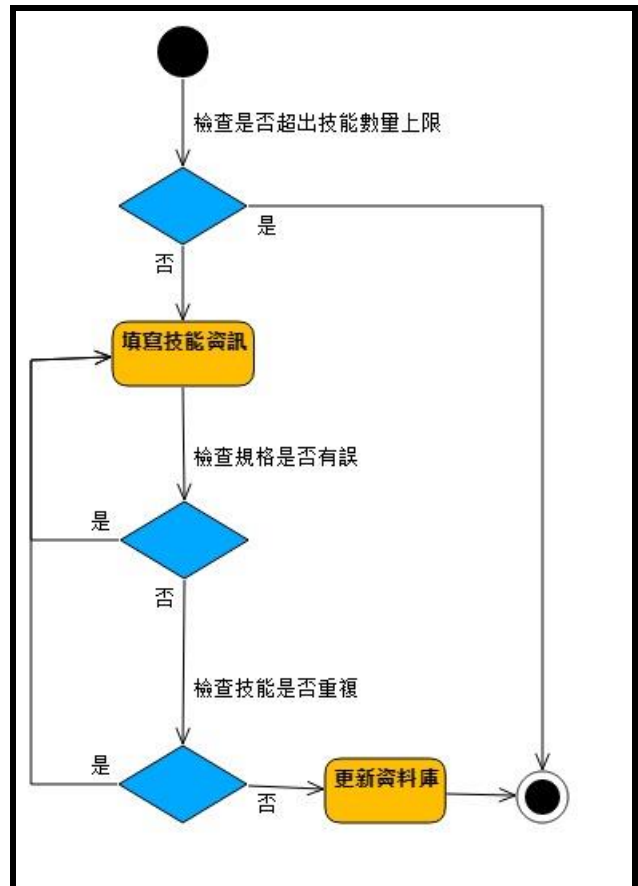 檢查是否超出技能數量上限
是
否
填寫技能資訊
檢查規格是否有誤
是
否
檢查技能是否重複
是
否
更新資料庫